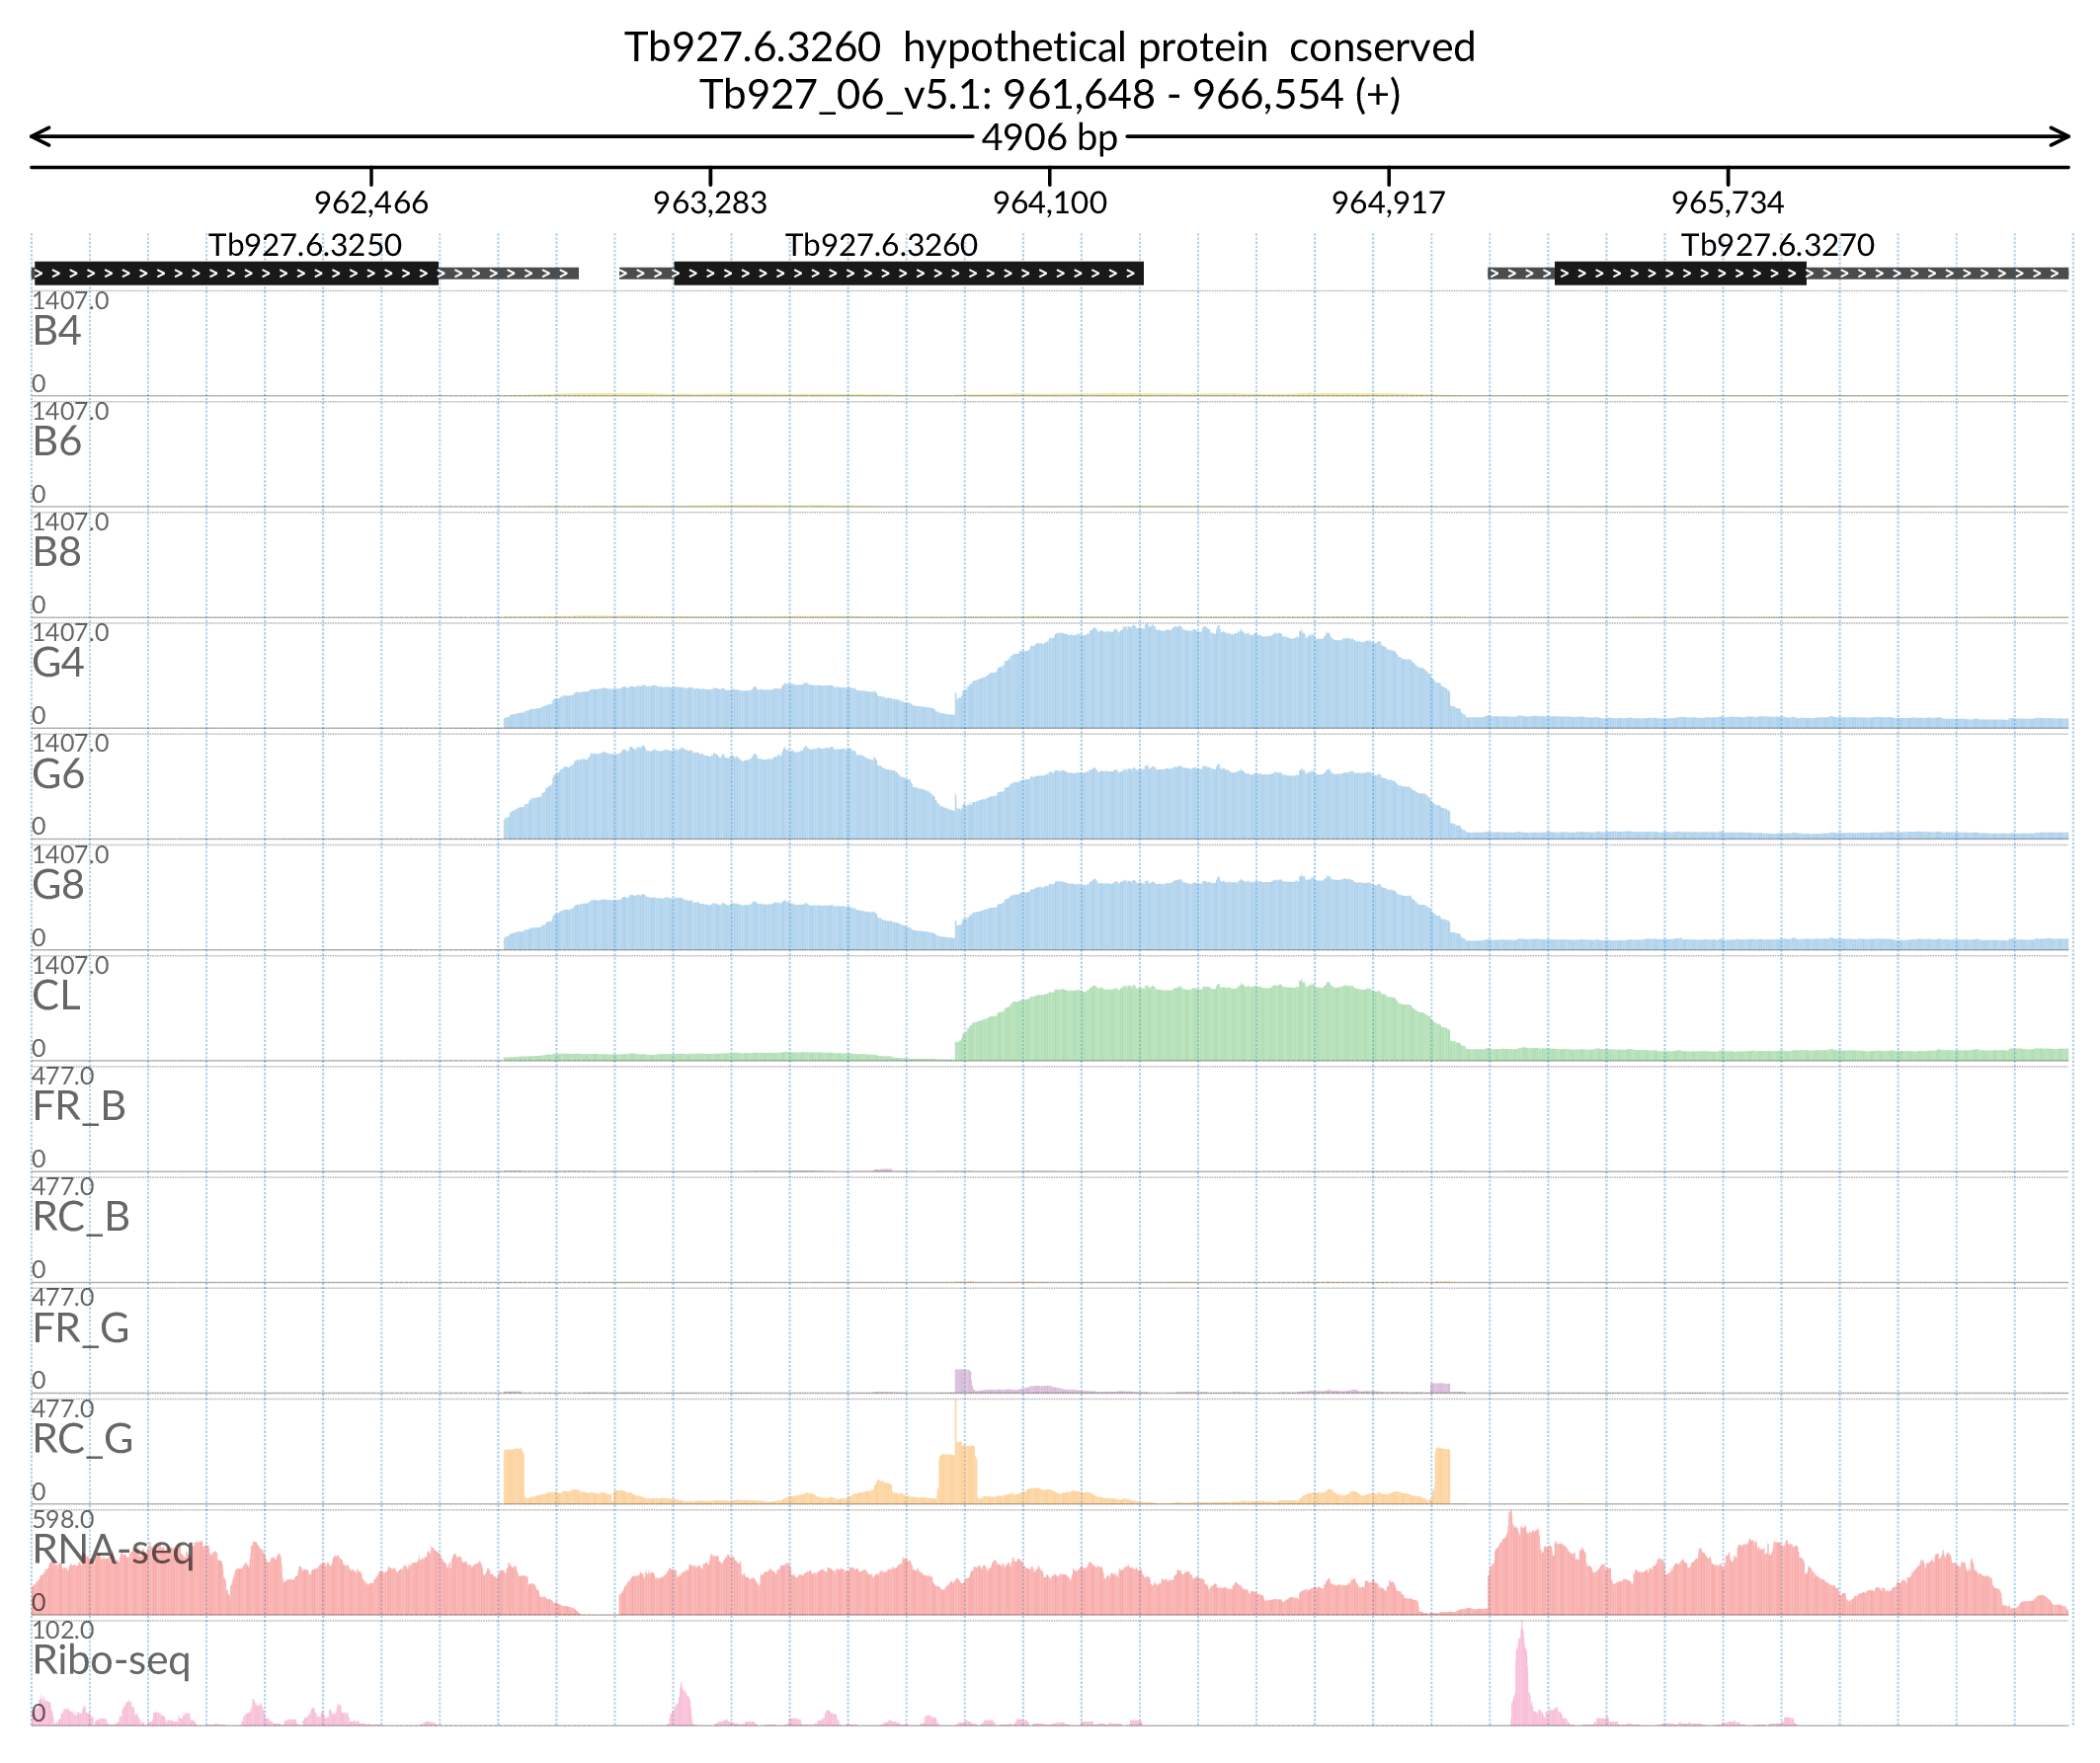 Tb927.6.3260 hypothetical protein conserved
Tb927_06_v5.1: 961,648 - 966,554 (+)
4906 bp
962,466 963,283 964,100 964,917 965,734
Tb927.6.3250 Tb927.6.3260 Tb927.6.3270
1407.0
B4
0
1407.0
B6
0
1407.0
B8
0
1407.0
G4
0
1407.0
G6
0
1407.0
G8
0
1407.0
CL
0
477.0
FR_B
0
477.0
RC_B
0
477.0
FR_G
0
477.0
RC_G
0
598.0
RNA-seq
0
102.0
Ribo-seq
0